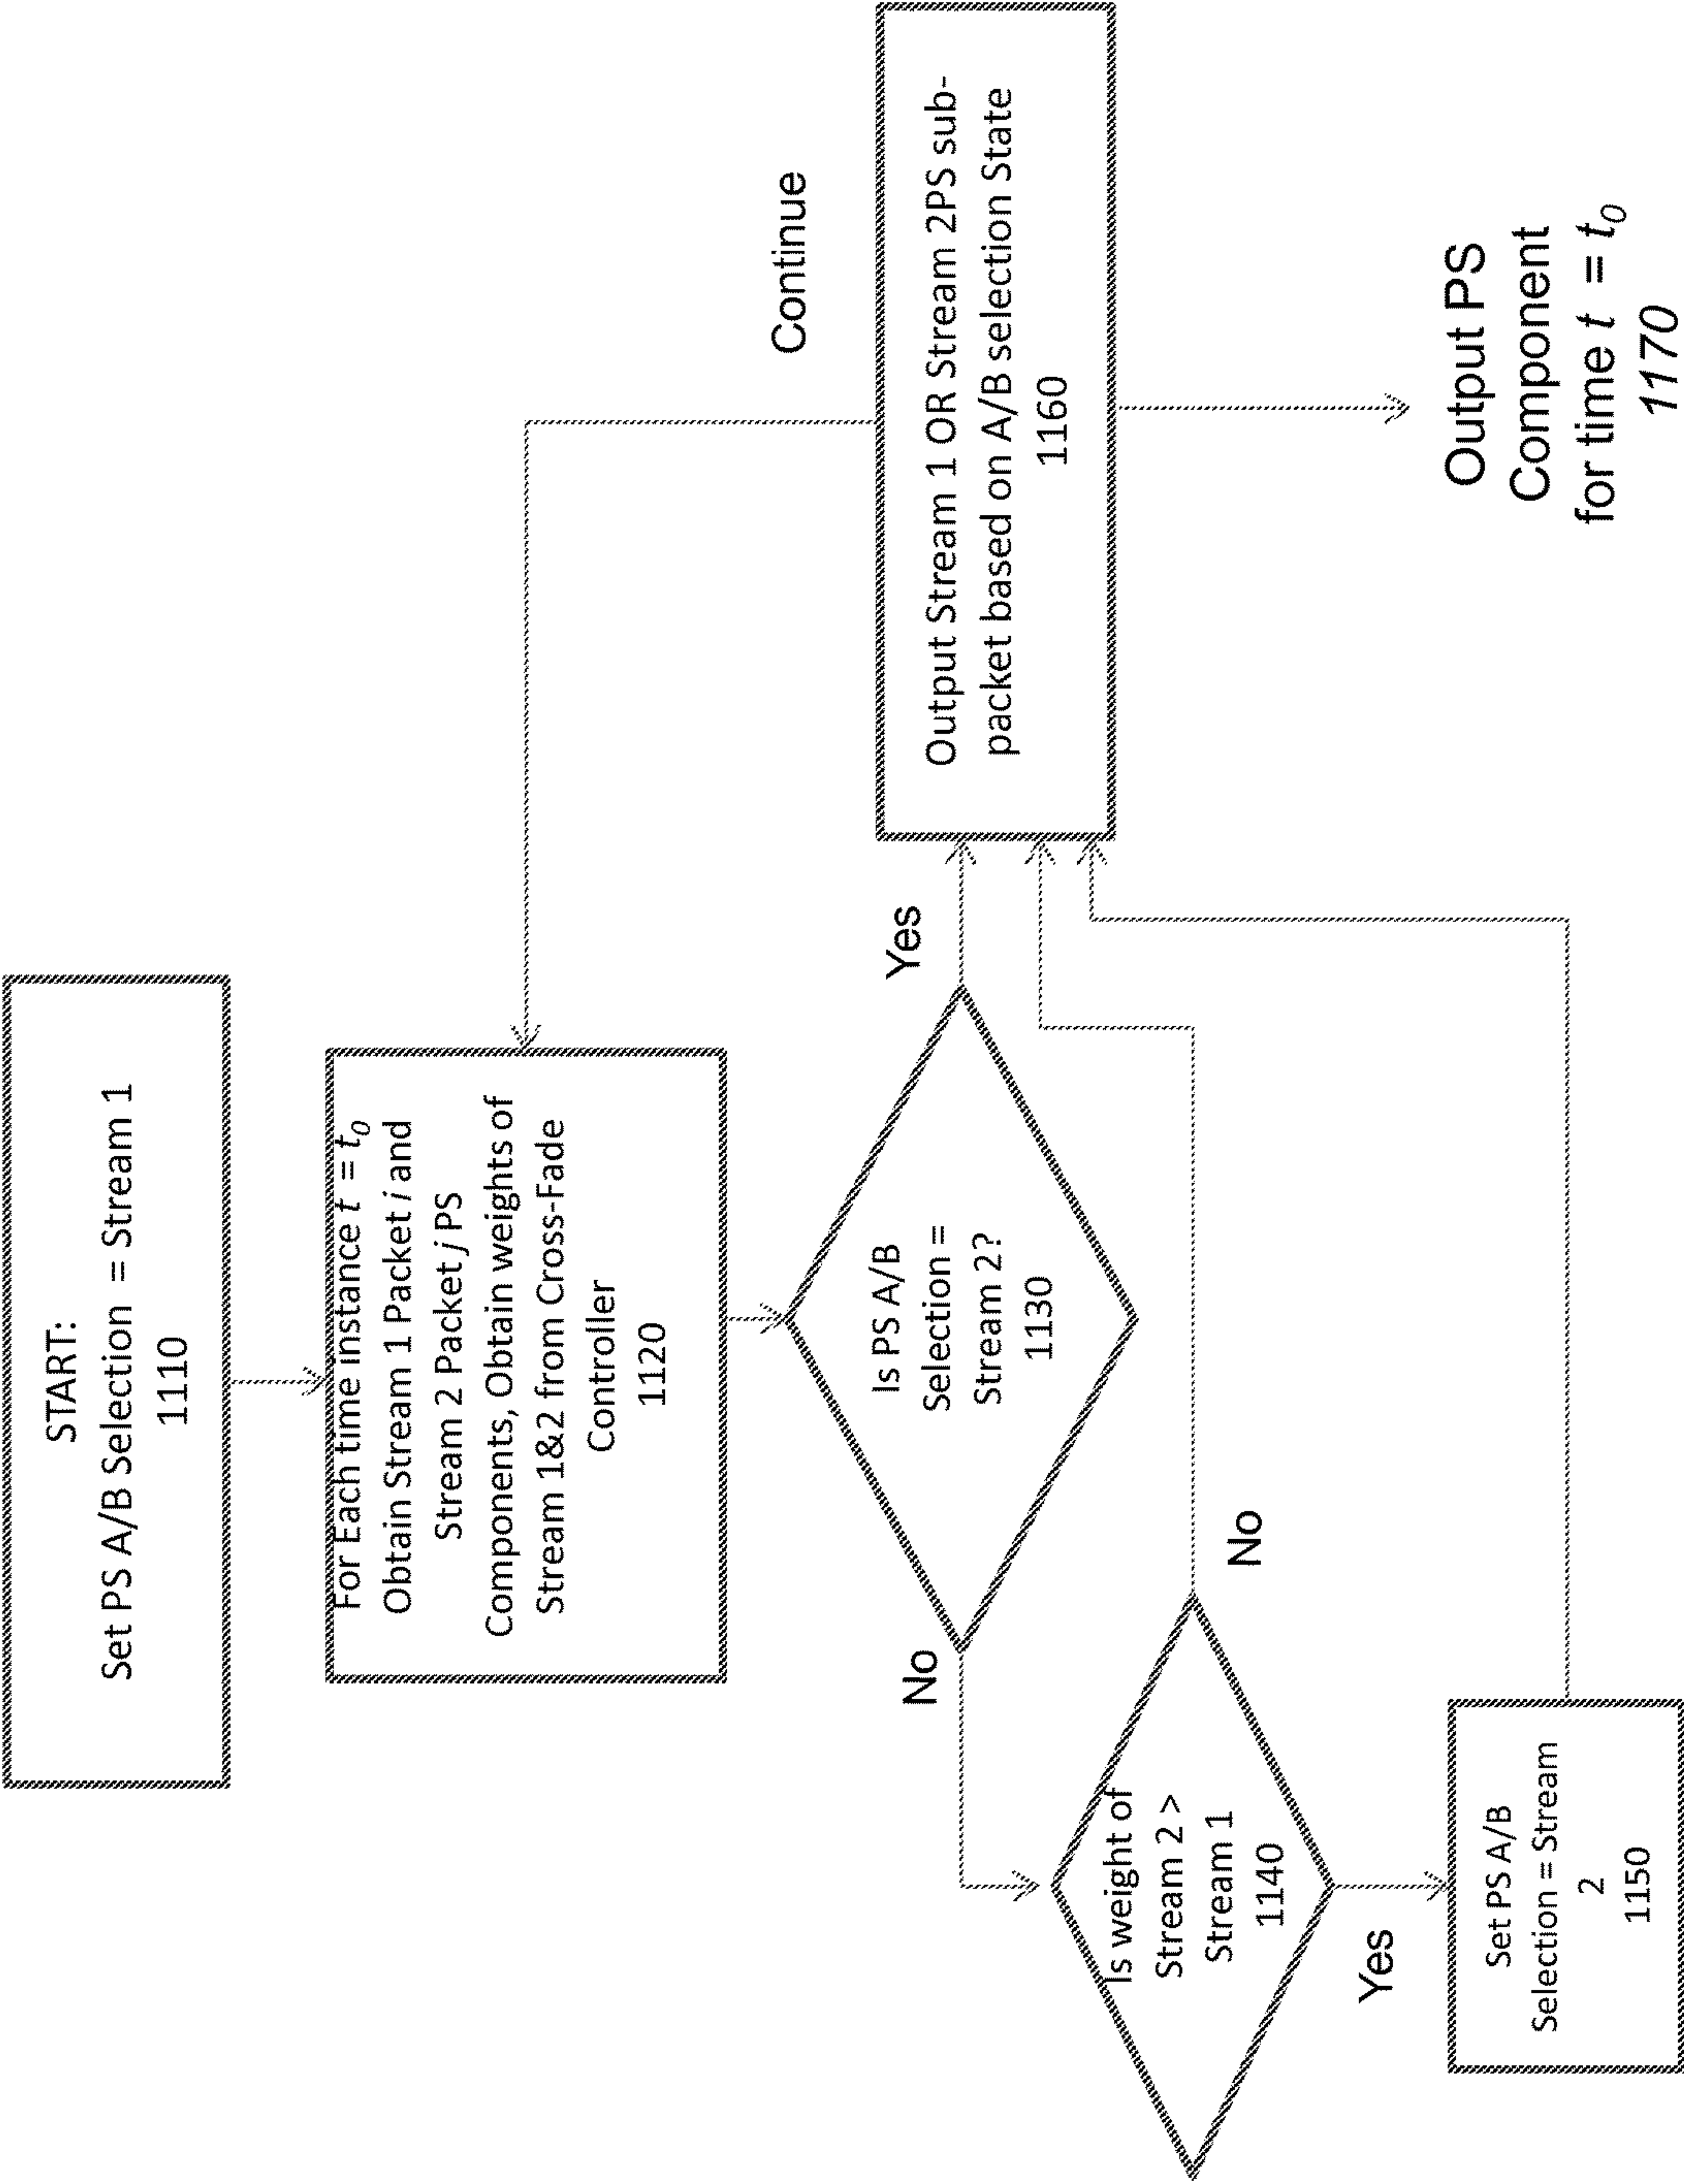 START:
Set PS A/B Selection = Stream 1
1110
For Each time instance t = t0
Obtain Stream 1 Packet i and
Stream 2 Packet j PS
Components, Obtain weights of
Stream 1&2 from Cross-Fade
Controller
1120
Is PS A/B
Selection =
Stream 2?
1130
Yes
No
Is weight of
Stream 2 >
Stream 1
1140
No
Yes
Set PS A/B
Selection = Stream
2
1150
Continue
Output Stream 1 OR Stream 2PS sub-
packet based on A/B selection State
1160
Output PS
Component
for time t = t0
1170